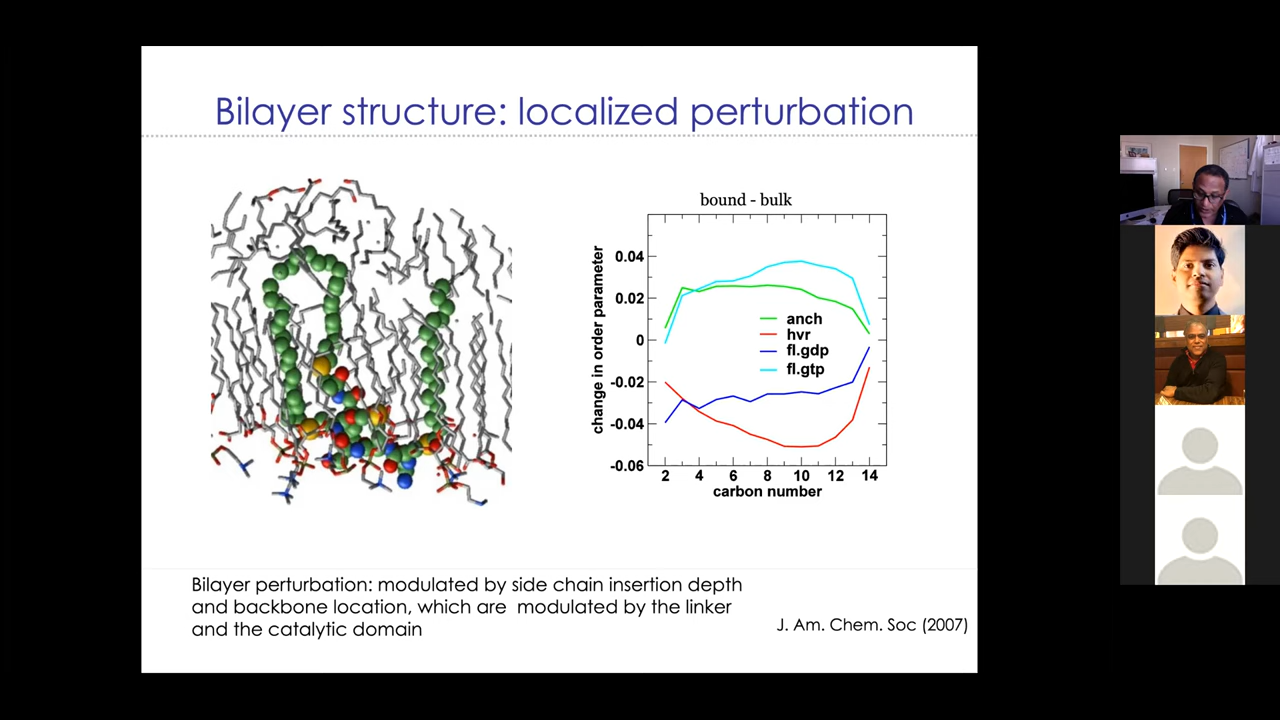 Bilayer structure: localized perturbation
bound - bulk
change in order parameter
0.04
0.02
0
-0.02
-0.04
-0.06
anch
hvr
fl.gdp
fl.gtp
2 4 6 8 10 12 14
carbon number
Bilayer perturbation: modulated by side chain insertion depth
and backbone location, which are modulated by the linker
and the catalytic domain
J. Am. Chem. Soc (2007)